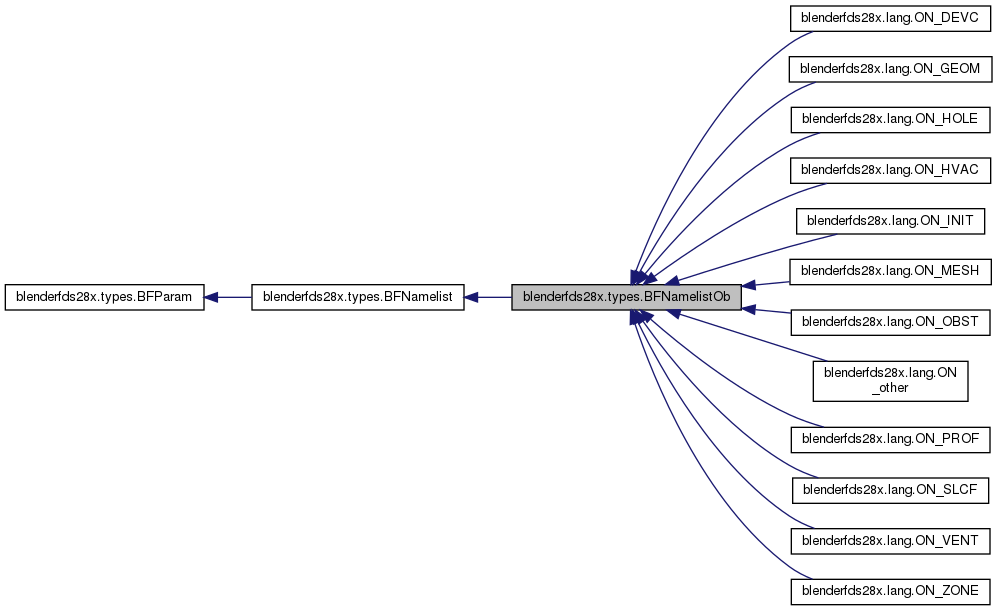 blenderfds28x.types.BFParam
blenderfds28x.types.BFNamelist
blenderfds28x.types.BFNamelistOb
blenderfds28x.lang.ON_DEVC
blenderfds28x.lang.ON_GEOM
blenderfds28x.lang.ON_HOLE
blenderfds28x.lang.ON_HVAC
blenderfds28x.lang.ON_INIT
blenderfds28x.lang.ON_MESH
blenderfds28x.lang.ON_OBST
blenderfds28x.lang.ON
_other
blenderfds28x.lang.ON_PROF
blenderfds28x.lang.ON_SLCF
blenderfds28x.lang.ON_VENT
blenderfds28x.lang.ON_ZONE